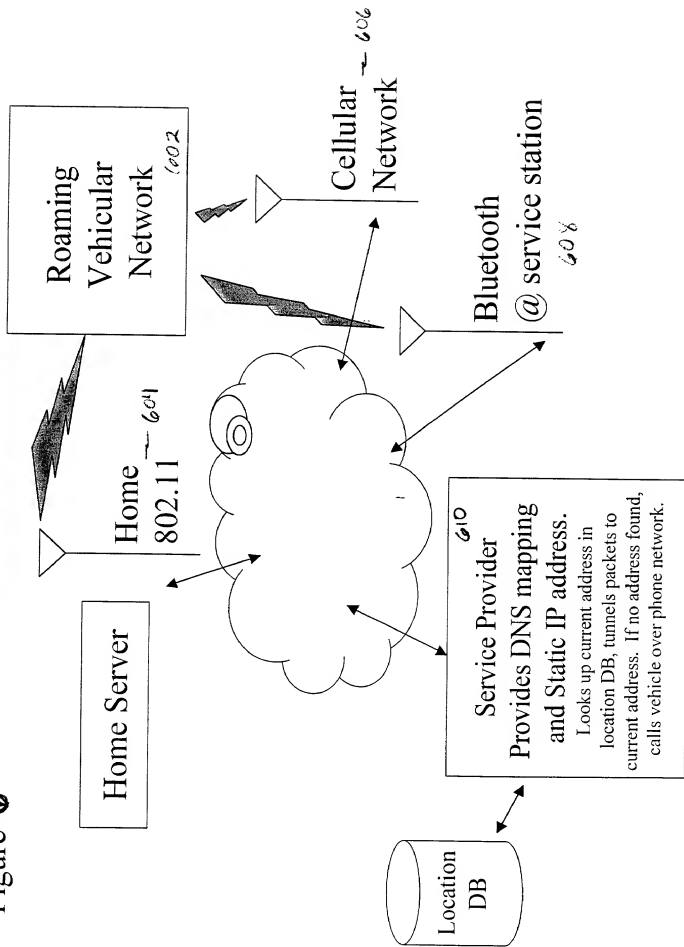 Figure 6
Roaming
Vehicular
Network
602
Home
802.11
604
Home Server
Cellular
Network
606
Bluetooth
@ service station
608
610
Service Provider
Provides DNS mapping
and Static IP address.
Looks up current address in
location DB, tunnels packets to
current address. If no address found,
calls vehicle over phone network.
Location
DB